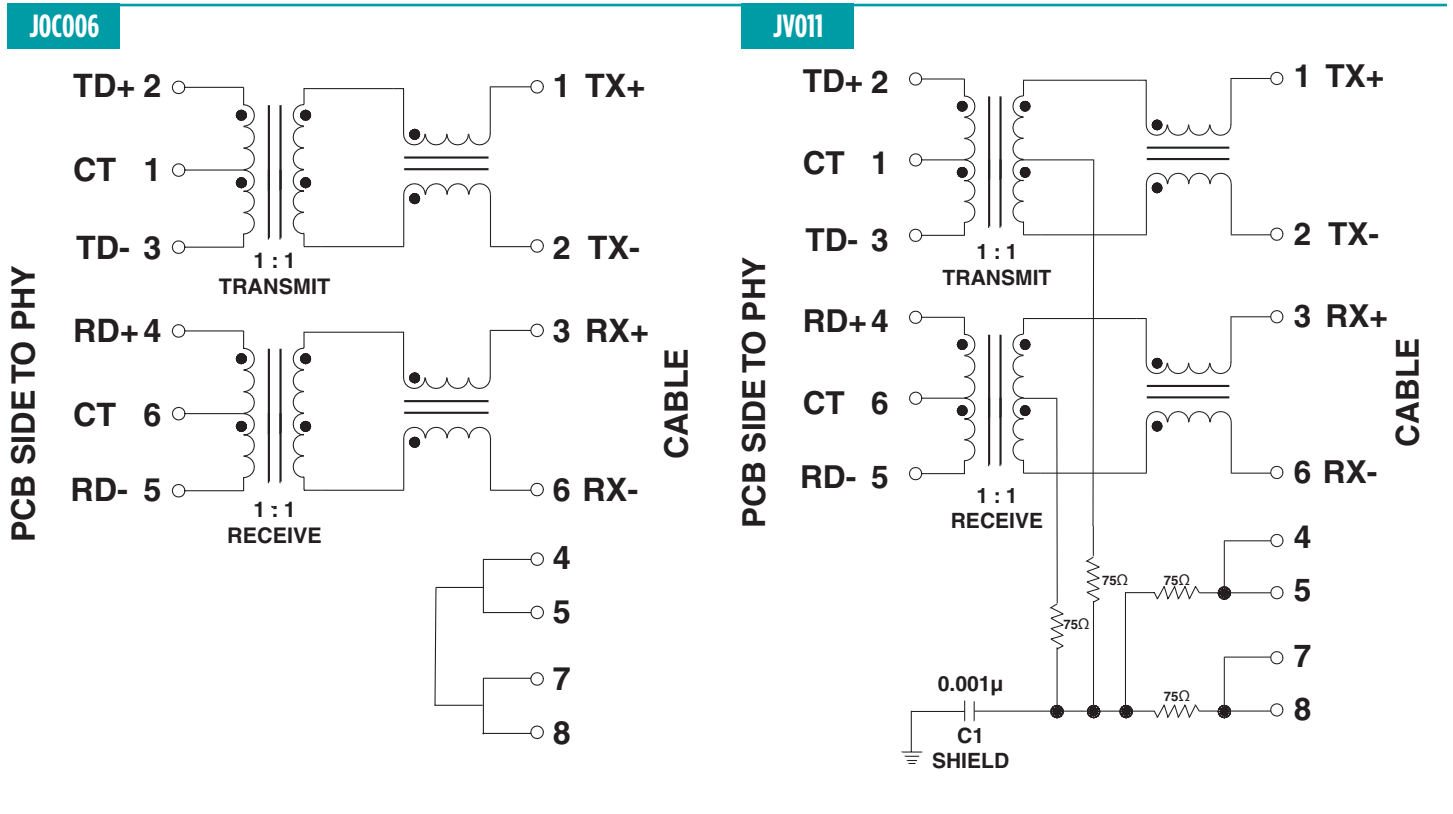 J0C006
TD+ 2
1 TX+
CT 1
TD- 3
2 TX-
1 : 1
TRANSMIT
PCB SIDE TO PHY
RD+ 4
3 RX+
CT 6
CABLE
RD- 5
6 RX-
1 : 1
RECEIVE
4
5
7
8
JV011
TD+ 2
1 TX+
CT 1
TD- 3
2 TX-
1 : 1
TRANSMIT
PCB SIDE TO PHY
RD+ 4
3 RX+
CT 6
CABLE
RD- 5
6 RX-
1 : 1
RECEIVE
4
75Ω
75Ω
5
75Ω
7
0.001µ
75Ω
8
C1
SHIELD